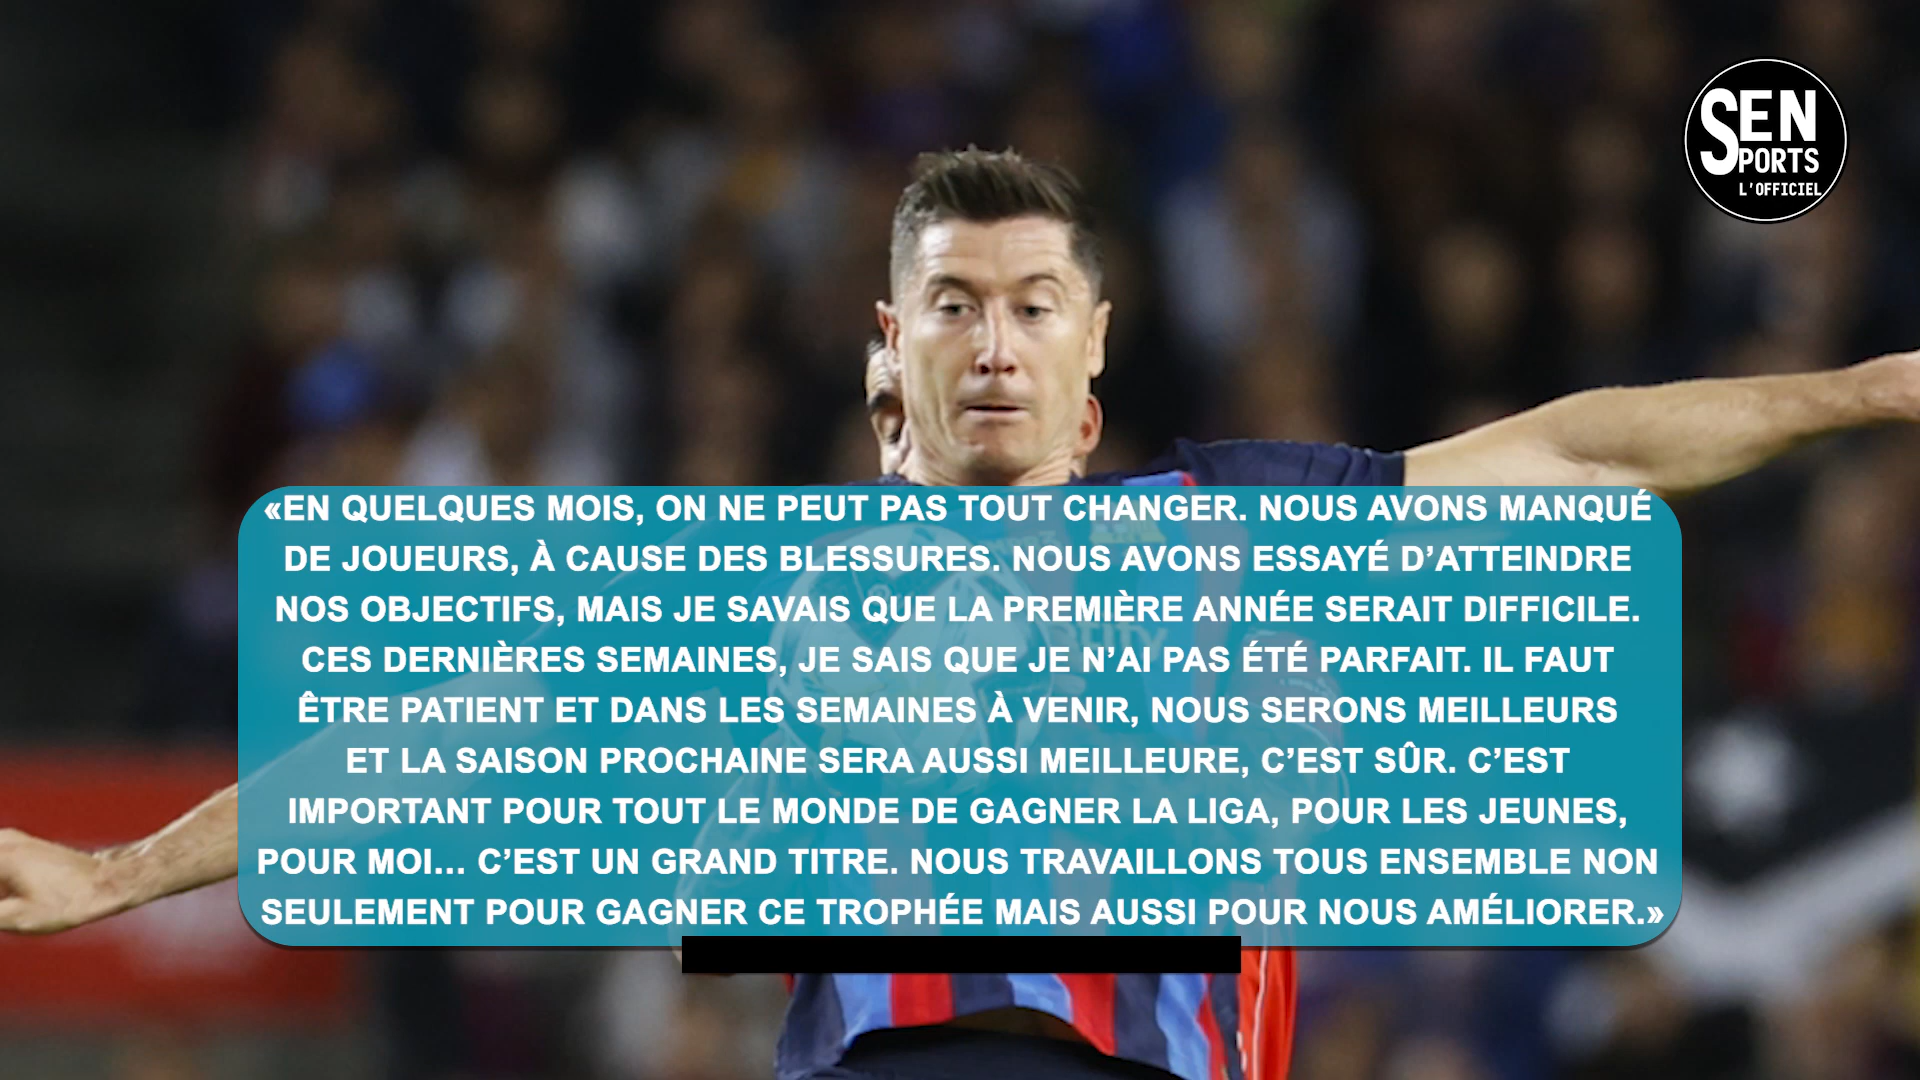 SEN
SPORTS
L'OFFICIEL
«EN QUELQUES MOIS, ON NE PEUT PAS TOUT CHANGER. NOUS AVONS MANQUÉ
DE JOUEURS, À CAUSE DES BLESSURES. NOUS AVONS ESSAYÉ D’ATTEINDRE
NOS OBJECTIFS, MAIS JE SAVAIS QUE LA PREMIÈRE ANNÉE SERAIT DIFFICILE.
CES DERNIÈRES SEMAINES, JE SAIS QUE JE N’AI PAS ÉTÉ PARFAIT. IL FAUT
ÊTRE PATIENT ET DANS LES SEMAINES À VENIR, NOUS SERONS MEILLEURS
ET LA SAISON PROCHAINE SERA AUSSI MEILLEURE, C’EST SÛR. C’EST
IMPORTANT POUR TOUT LE MONDE DE GAGNER LA LIGA, POUR LES JEUNES,
POUR MOI... C’EST UN GRAND TITRE. NOUS TRAVAILLONS TOUS ENSEMBLE NON
SEULEMENT POUR GAGNER CE TROPHÉE MAIS AUSSI POUR NOUS AMÉLIORER.»